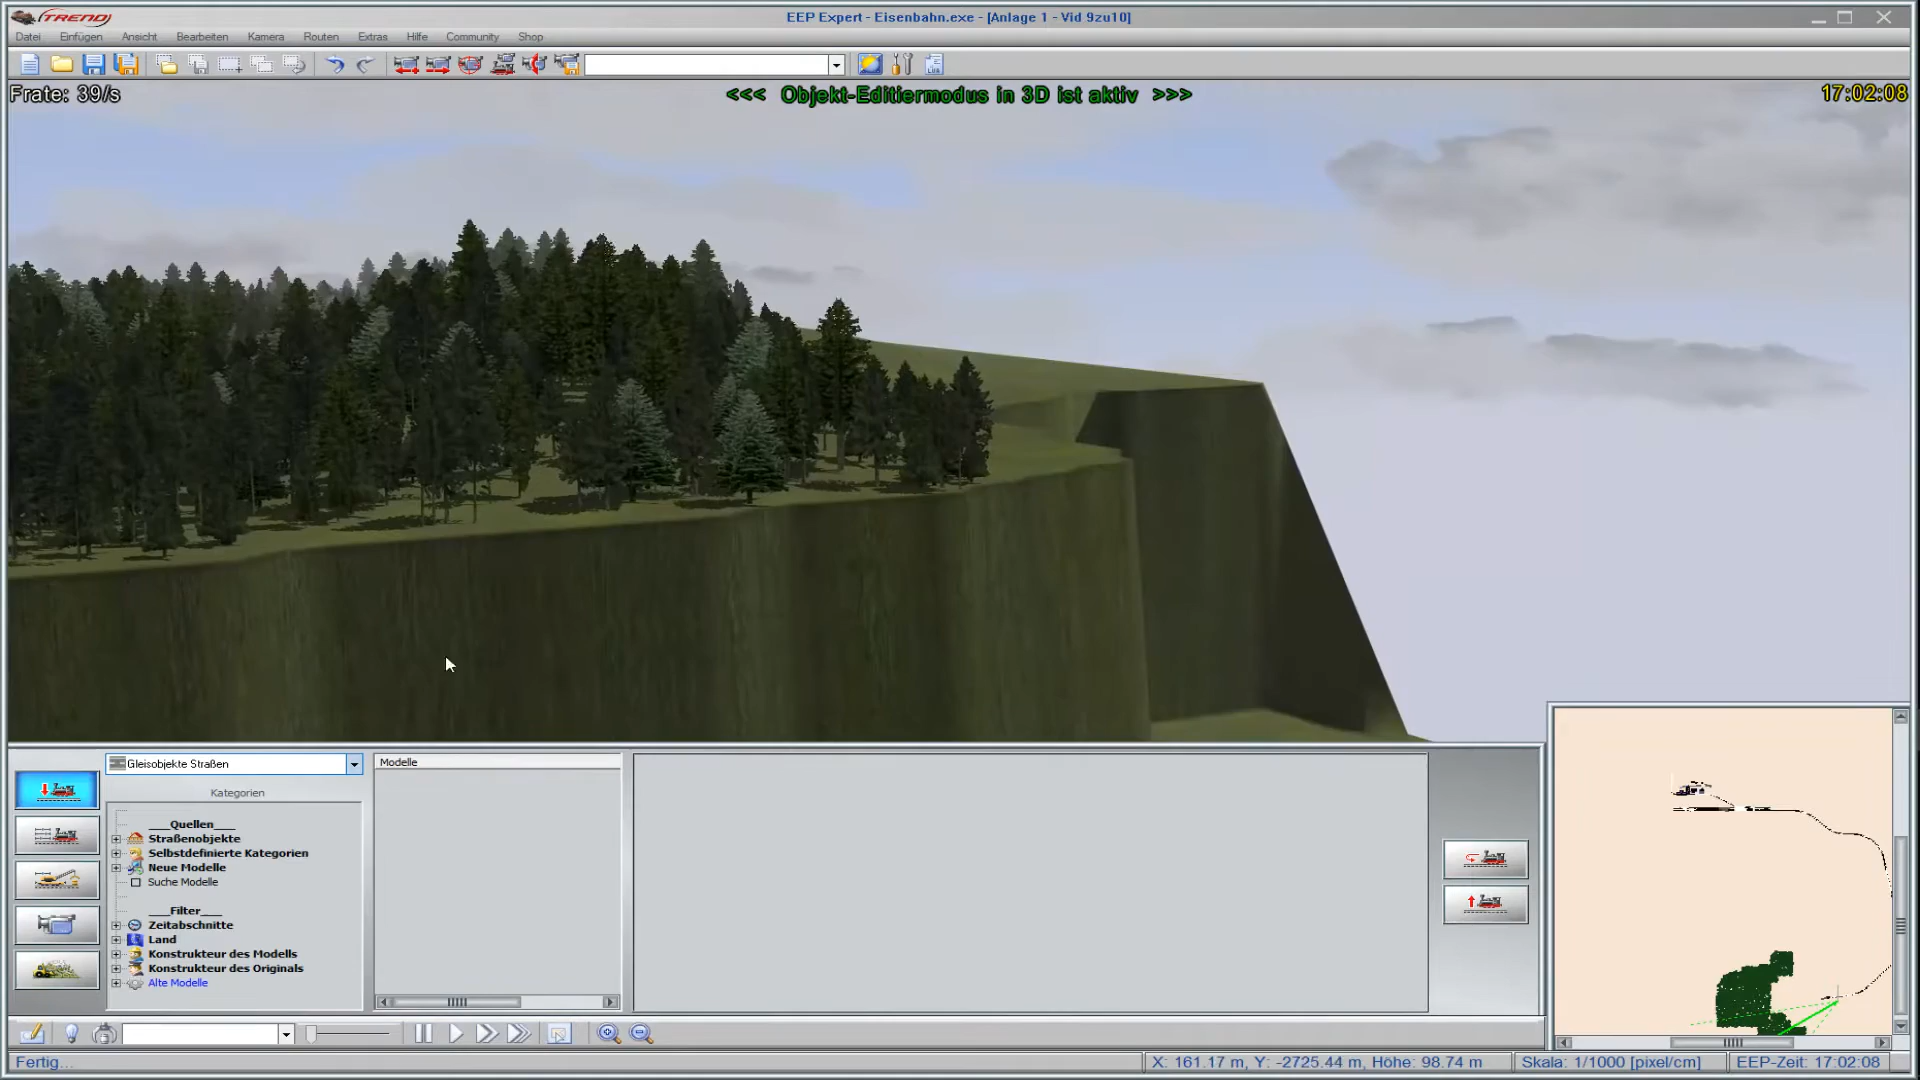 TREND
EEP Expert - Eisenbahn.exe - [Anlage 1 - Vid 9zu10]
Datei Einfügen Ansicht Bearbeiten Kamera Routen Extras Hilfe Community Shop
Frate: 39/s
<<< Objekt-Editiermodus in 3D ist aktiv >>>
17:02:08
Gleisobjekte Straßen
Modelle
Kategorien
___Quellen___
Straßenobjekte
Selbstdefinierte Kategorien
Neue Modelle
Suche Modelle
___Filter___
Zeitabschnitte
Land
Konstrukteur des Modells
Konstrukteur des Originals
Alte Modelle
Fertig...
X: 161.17 m, Y: -2725.44 m, Höhe: 98.74 m
Skala: 1/1000 [pixel/cm]
EEP-Zeit: 17:02:08